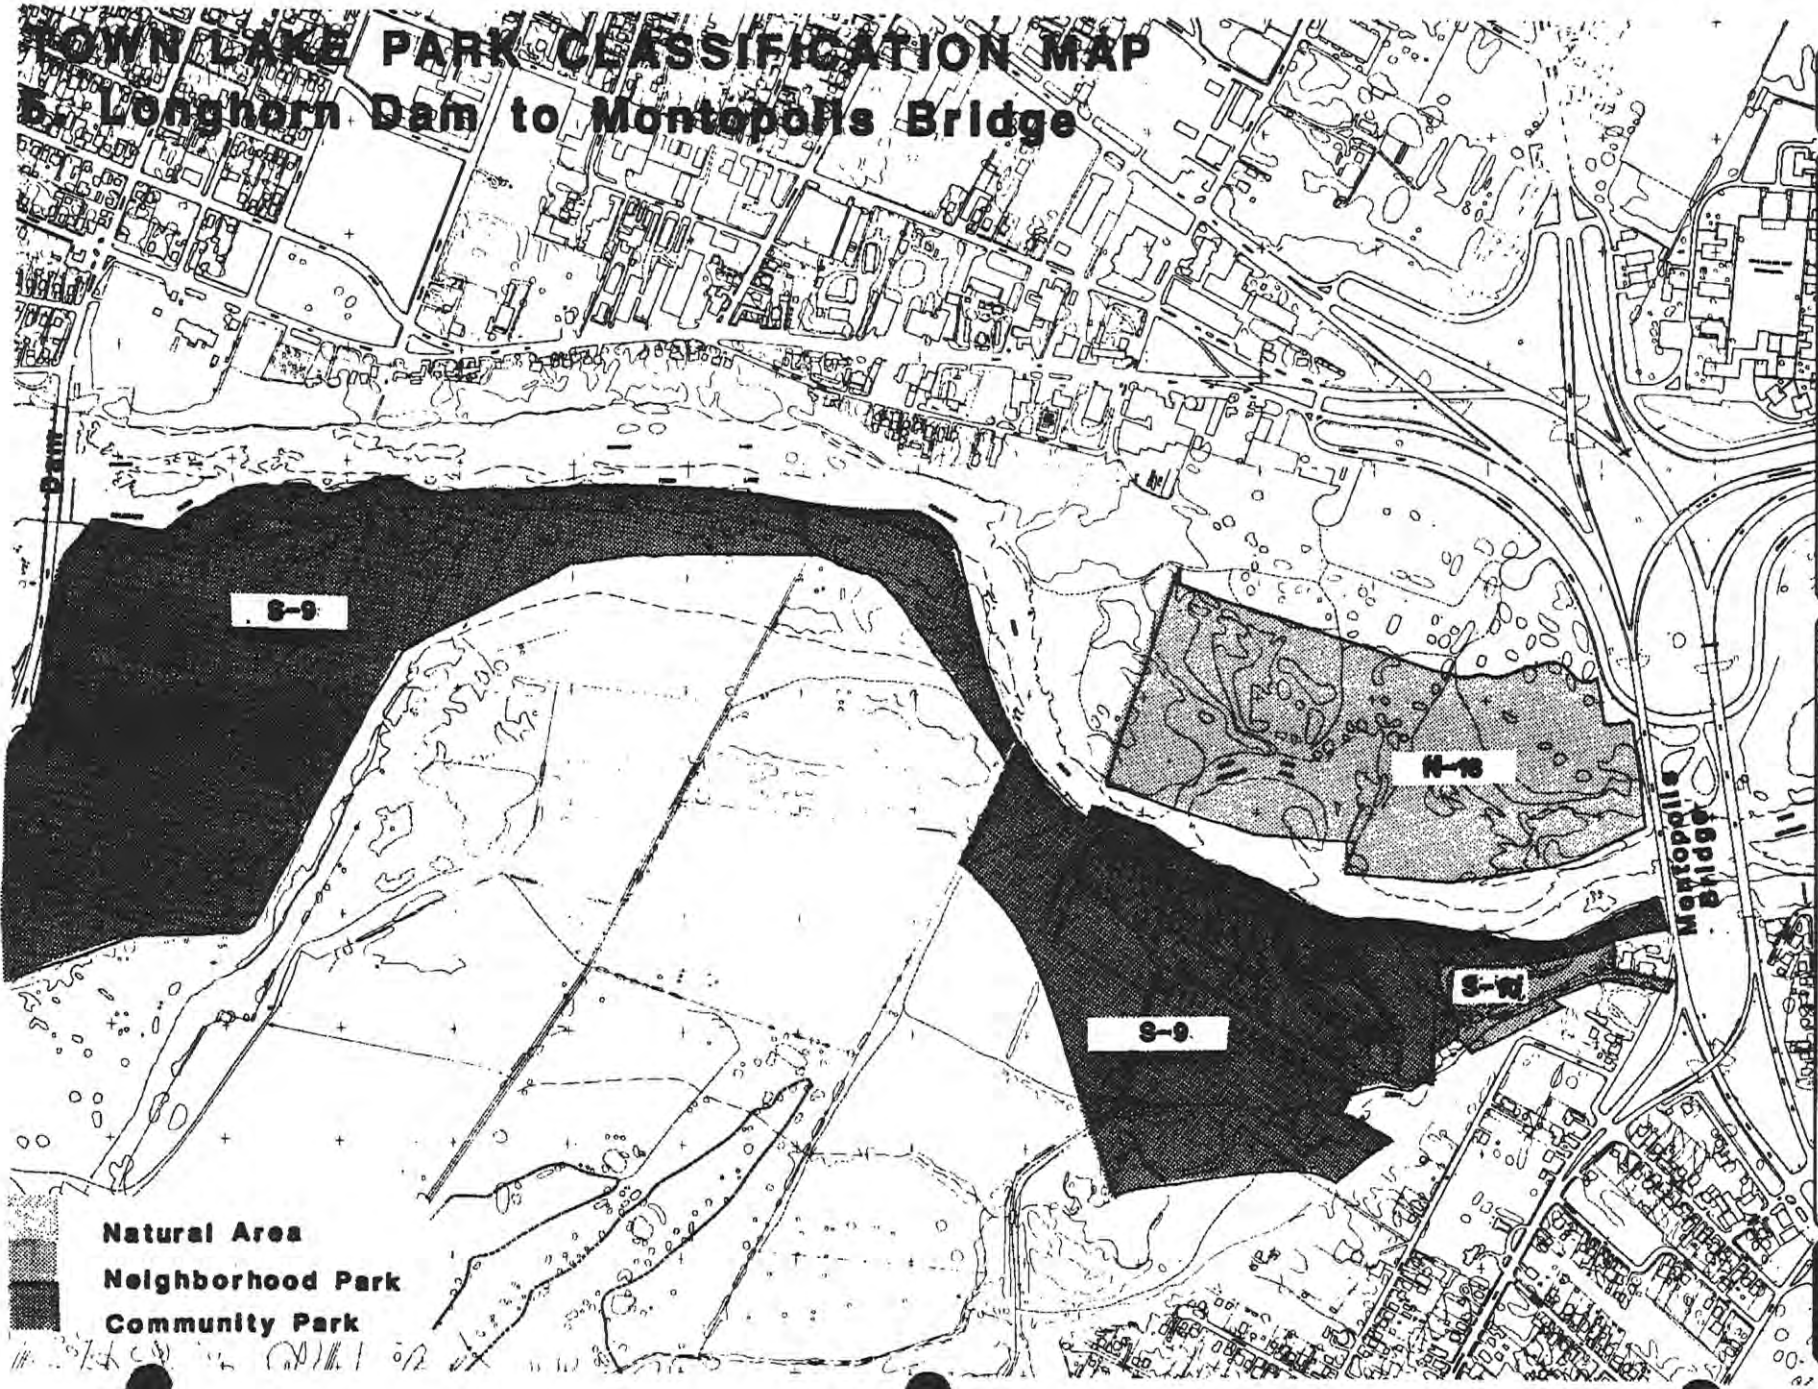 TOWN LAKE PARK CLASSIFICATION MAP
5. Longhorn Dam to Montopolis Bridge
Dam
S-9
N-16
Montopolis
Bridge
S-10
S-9
Natural Area
Neighborhood Park
Community Park